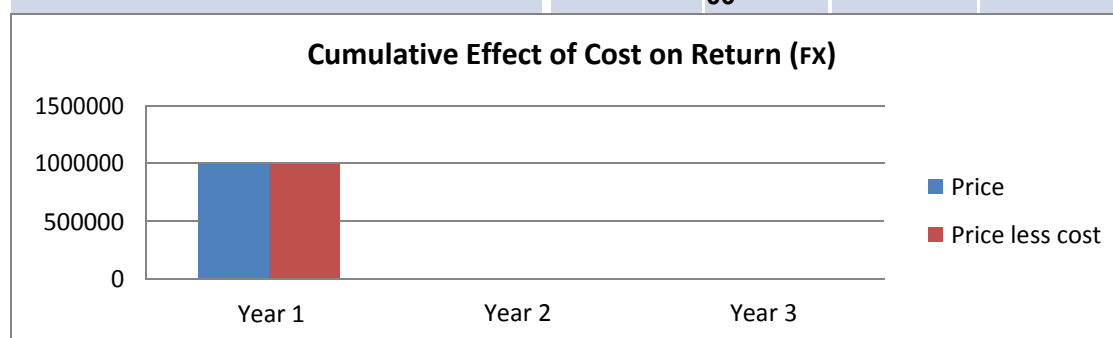 Cumulative Effect of Cost on Return (FX)
1500000
1000000
500000
0
Year 1
Year 2
Year 3
Price
Price less cost